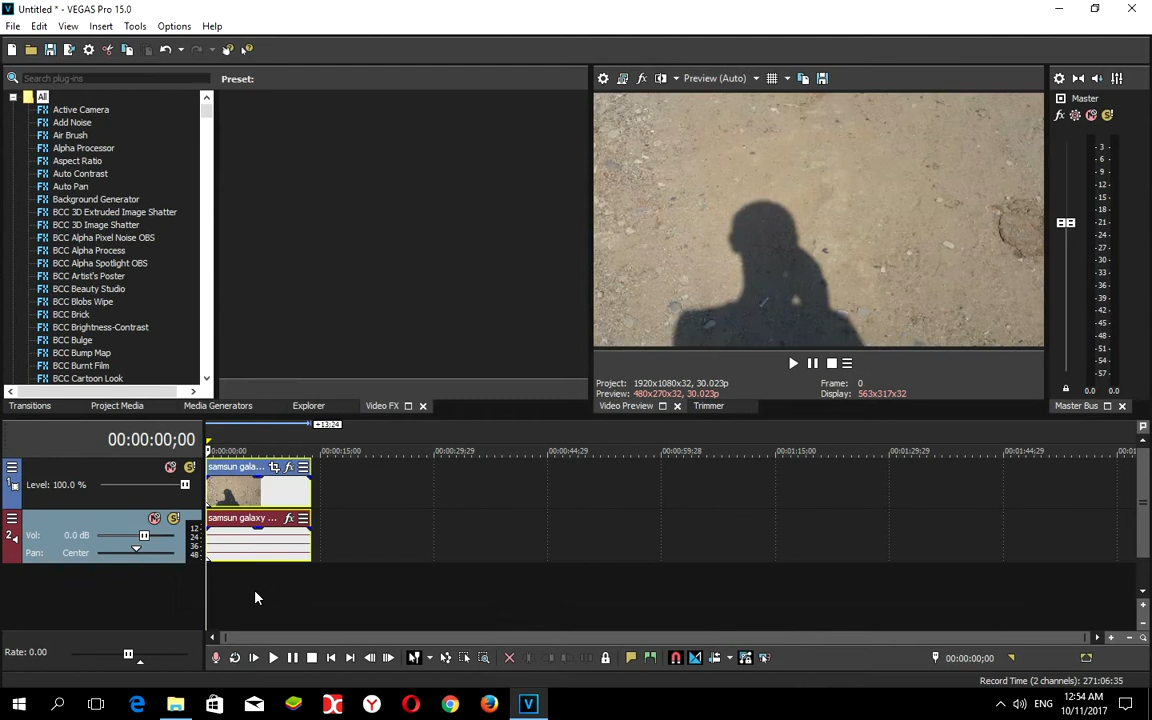 Untitled * - VEGAS Pro 15.0
File Edit View Insert Tools Options Help
Search plug-ins
Preset:
All
Active Camera
Add Noise
Air Brush
Alpha Processor
Aspect Ratio
Auto Contrast
Auto Pan
Background Generator
BCC 3D Extruded Image Shatter
BCC 3D Image Shatter
BCC Alpha Pixel Noise OBS
BCC Alpha Process
BCC Alpha Spotlight OBS
BCC Artist's Poster
BCC Beauty Studio
BCC Blobs Wipe
BCC Brick
BCC Brightness-Contrast
BCC Bulge
BCC Bump Map
BCC Burnt Film
BCC Cartoon Look
Transitions Project Media Media Generators Explorer Video FX
Preview (Auto)
Project: 1920x1080x32, 30.023p Frame: 0
Preview: 480x270x32, 30.023p Display: 563x317x32
Video Preview Trimmer
Master
3
6
9
12
15
18
21
24
27
30
33
36
39
42
45
48
51
54
57
0.0 0.0
Master Bus
+13:24
00:00:00;00
0:00:00;00 00:00:15;00 00:00:29;29 00:00:44;29 00:00:59;28 00:01:15;00 00:01:29;29 00:01:44;29
1 samsun gala... fx
Level: 100.0 %
samsun galaxy ... fx
2 Vol: 0.0 dB
Pan: Center
12
24
36
48
Rate: 0.00
00:00:00;00
Record Time (2 channels): 271:06:35
ENG
12:54 AM
10/11/2017